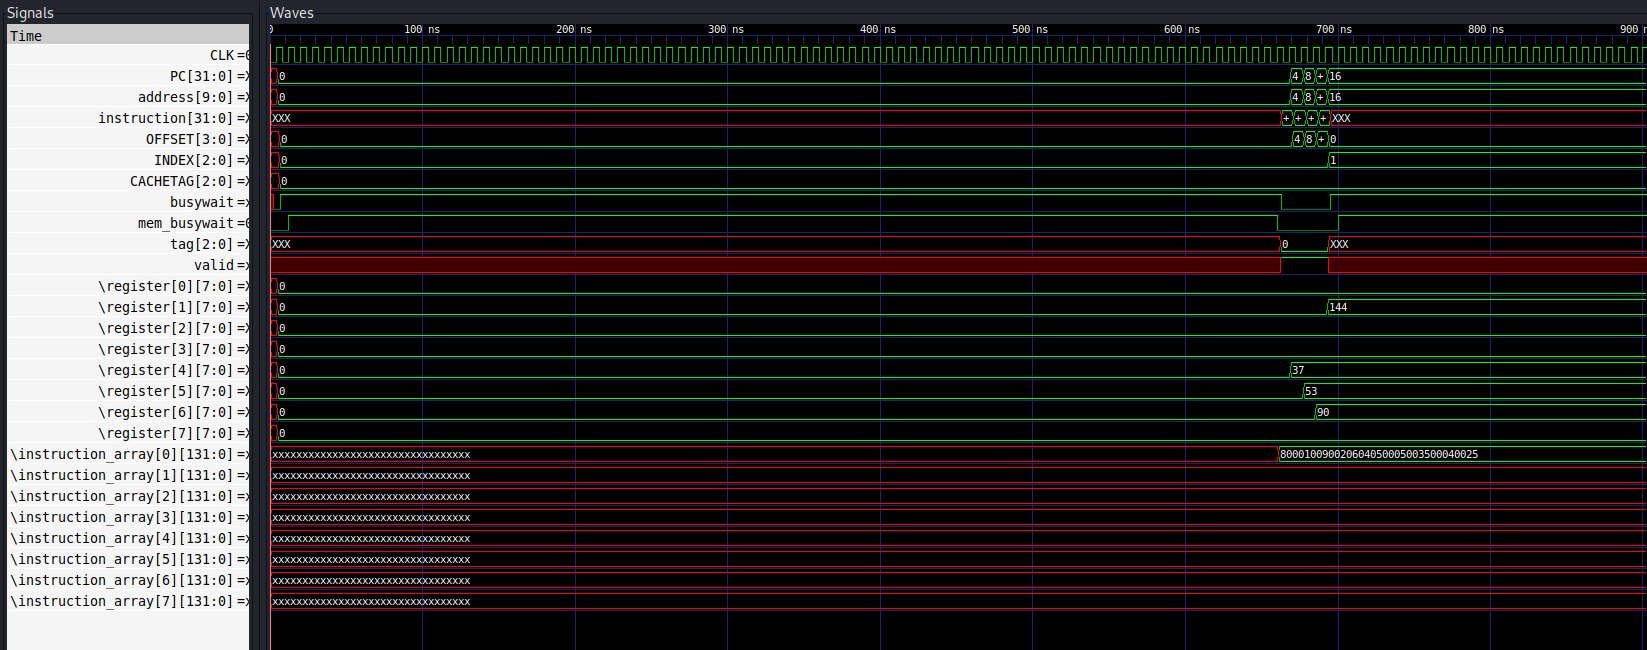 Signals Waves
Time 0 100 ns 200 ns 300 ns 400 ns 500 ns 600 ns 700 ns 800 ns 900 n
CLK =0
PC[31:0] =X 0 4 8 + 16
address[9:0] =X 0 4 8 + 16
instruction[31:0] =X XXX + + + + XXX
OFFSET[3:0] =X 0 4 8 + 0
INDEX[2:0] =X 0 1
CACHETAG[2:0] =X 0
busywait =x
mem_busywait =0
tag[2:0] =X XXX 0 XXX
valid =x
\register[0][7:0] =X 0
\register[1][7:0] =X 0 144
\register[2][7:0] =X 0
\register[3][7:0] =X 0
\register[4][7:0] =X 0 37
\register[5][7:0] =X 0 53
\register[6][7:0] =X 0 90
\register[7][7:0] =X 0
\instruction_array[0][131:0] =x xxxxxxxxxxxxxxxxxxxxxxxxxxxxxxxxx 800010090020604050005003500040025
\instruction_array[1][131:0] =x xxxxxxxxxxxxxxxxxxxxxxxxxxxxxxxxx
\instruction_array[2][131:0] =x xxxxxxxxxxxxxxxxxxxxxxxxxxxxxxxxx
\instruction_array[3][131:0] =x xxxxxxxxxxxxxxxxxxxxxxxxxxxxxxxxx
\instruction_array[4][131:0] =x xxxxxxxxxxxxxxxxxxxxxxxxxxxxxxxxx
\instruction_array[5][131:0] =x xxxxxxxxxxxxxxxxxxxxxxxxxxxxxxxxx
\instruction_array[6][131:0] =x xxxxxxxxxxxxxxxxxxxxxxxxxxxxxxxxx
\instruction_array[7][131:0] =x xxxxxxxxxxxxxxxxxxxxxxxxxxxxxxxxx